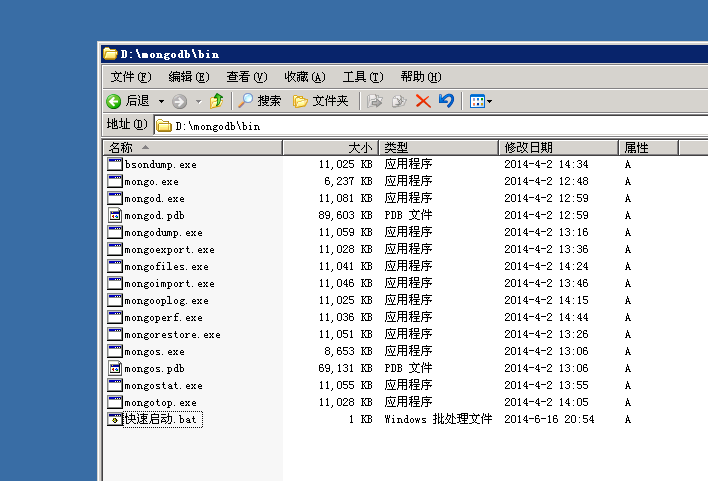 D:\mongodb\bin
文件(F) 编辑(E) 查看(V) 收藏(A) 工具(T) 帮助(H)
后退 搜索 文件夹
地址(D) D:\mongodb\bin
名称 大小 类型 修改日期 属性
bsondump.exe 11,025 KB 应用程序 2014-4-2 14:34 A
mongo.exe 6,237 KB 应用程序 2014-4-2 12:48 A
mongod.exe 11,081 KB 应用程序 2014-4-2 12:59 A
mongod.pdb 89,603 KB PDB 文件 2014-4-2 12:59 A
mongodump.exe 11,059 KB 应用程序 2014-4-2 13:16 A
mongoexport.exe 11,028 KB 应用程序 2014-4-2 13:36 A
mongofiles.exe 11,041 KB 应用程序 2014-4-2 14:24 A
mongoimport.exe 11,046 KB 应用程序 2014-4-2 13:46 A
mongooplog.exe 11,025 KB 应用程序 2014-4-2 14:15 A
mongoperf.exe 11,036 KB 应用程序 2014-4-2 14:44 A
mongorestore.exe 11,051 KB 应用程序 2014-4-2 13:26 A
mongos.exe 8,653 KB 应用程序 2014-4-2 13:06 A
mongos.pdb 69,131 KB PDB 文件 2014-4-2 13:06 A
mongostat.exe 11,055 KB 应用程序 2014-4-2 13:55 A
mongotop.exe 11,028 KB 应用程序 2014-4-2 14:05 A
快速启动.bat 1 KB Windows 批处理文件 2014-6-16 20:54 A